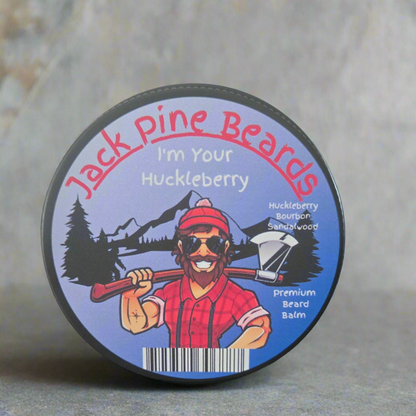 Jack Pine Beards
I'm Your
Huckleberry
Huckleberry
Bourbon
Sandalwood
Premium
Beard
Balm